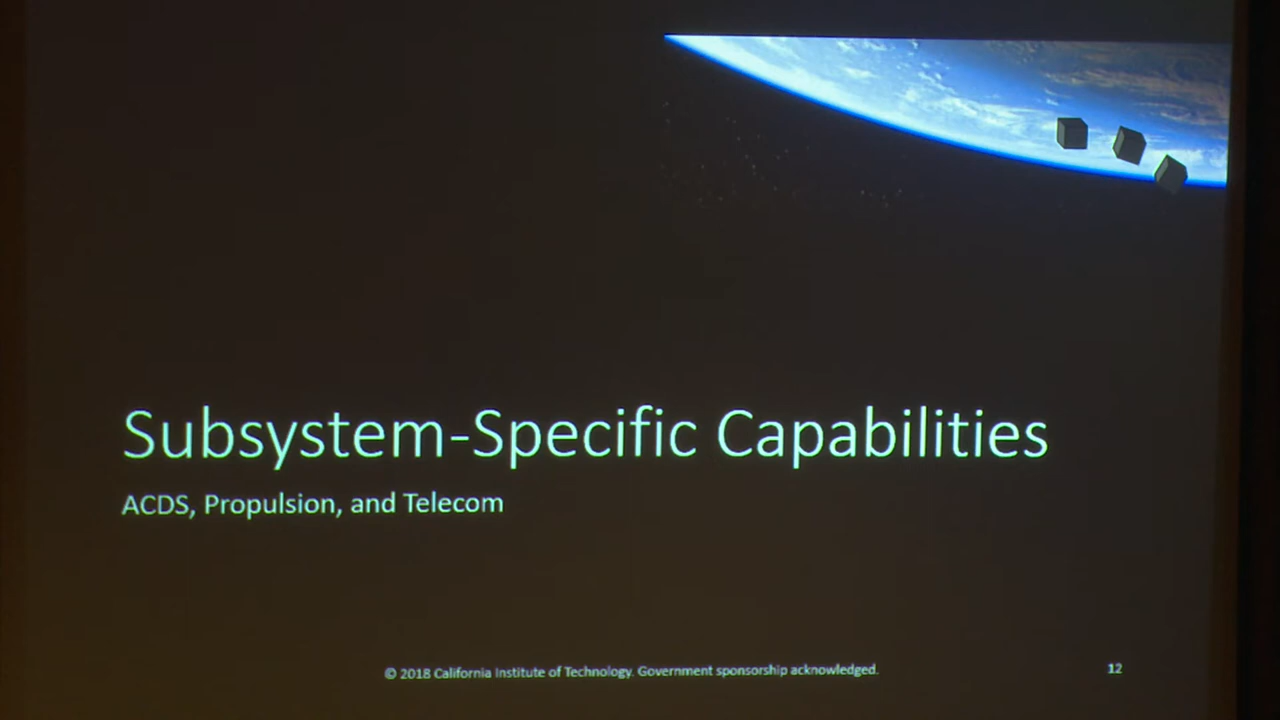 Subsystem-Specific Capabilities
ACDS, Propulsion, and Telecom
© 2018 California Institute of Technology. Government sponsorship acknowledged.
12